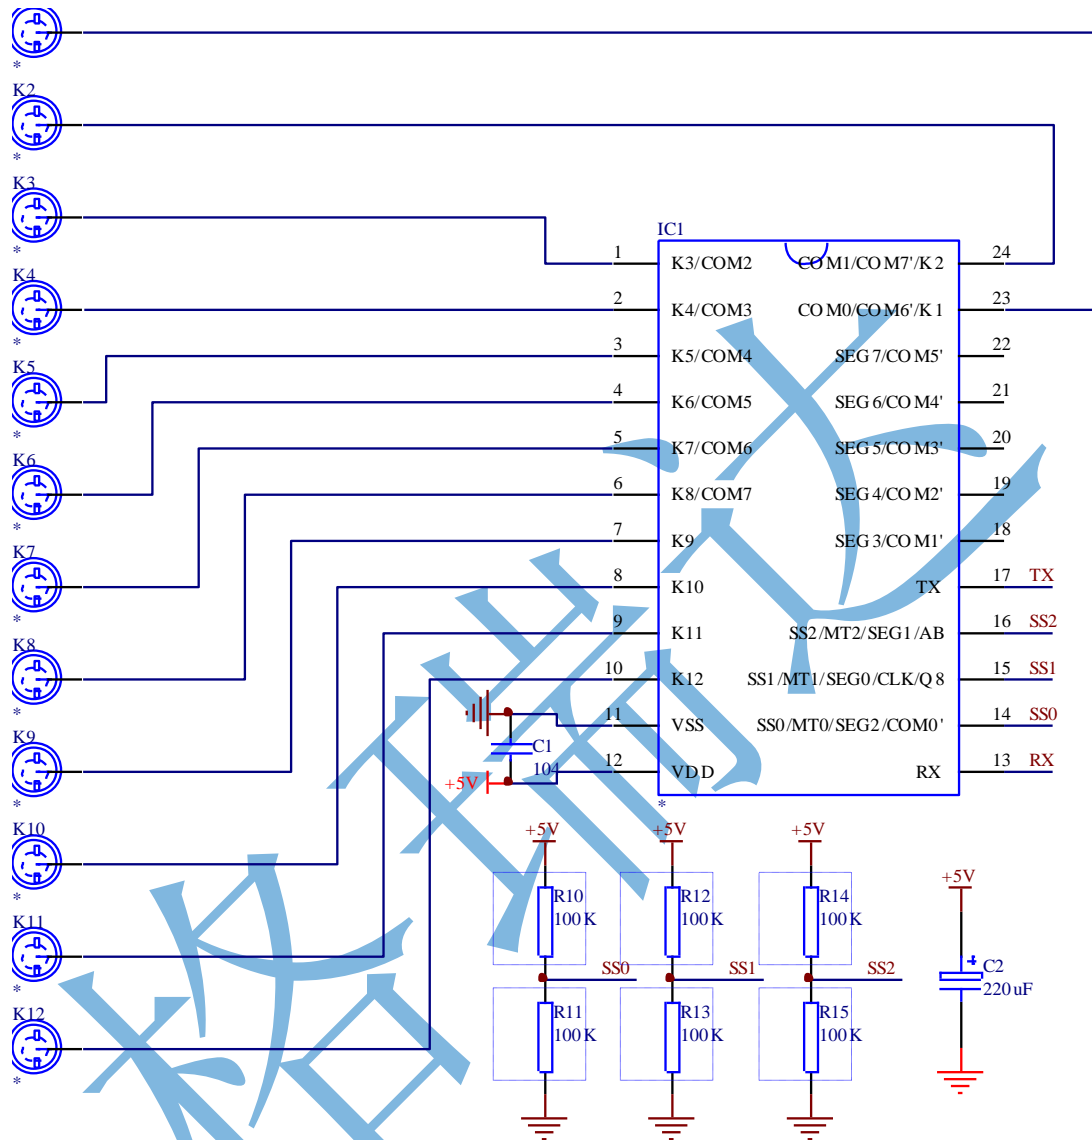 *
K2
*
K3
*
K4
*
K5
*
K6
*
K7
*
K8
*
K9
*
K10
*
K11
*
K12
*
IC1
1 K3/COM2 COM1/COM7'/K2 24
2 K4/COM3 COM0/COM6'/K1 23
3 K5/COM4 SEG7/COM5' 22
4 K6/COM5 SEG6/COM4' 21
5 K7/COM6 SEG5/COM3' 20
6 K8/COM7 SEG4/COM2' 19
7 K9 SEG3/COM1' 18
8 K10 TX 17 TX
9 K11 SS2/MT2/SEG1/AB 16 SS2
10 K12 SS1/MT1/SEG0/CLK/Q8 15 SS1
11 VSS SS0/MT0/SEG2/COM0' 14 SS0
12 VDD RX 13 RX
*
C1
104
+5V
+5V +5V +5V
R10 R12 R14
100K 100K 100K
SS0 SS1 SS2
R11 R13 R15
100K 100K 100K
+5V
+
C2
220uF